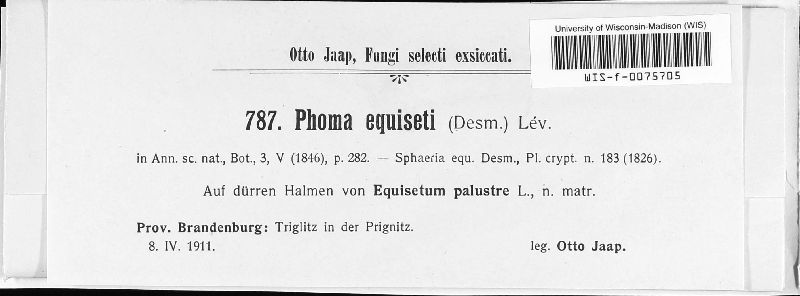 University of Wisconsin-Madison (WIS)
WIS-f-0075705
Otto Jaap, Fungi selecti exsiccati.
787. Phoma equiseti (Desm.) Lév.
in Ann. sc. nat., Bot., 3, V (1846), p. 282. — Sphaeria equ. Desm., Pl. crypt. n. 183 (1826).
Auf dürren Halmen von Equisetum palustre L., n. matr.
Prov. Brandenburg: Triglitz in der Prignitz.
8. IV. 1911. leg. Otto Jaap.